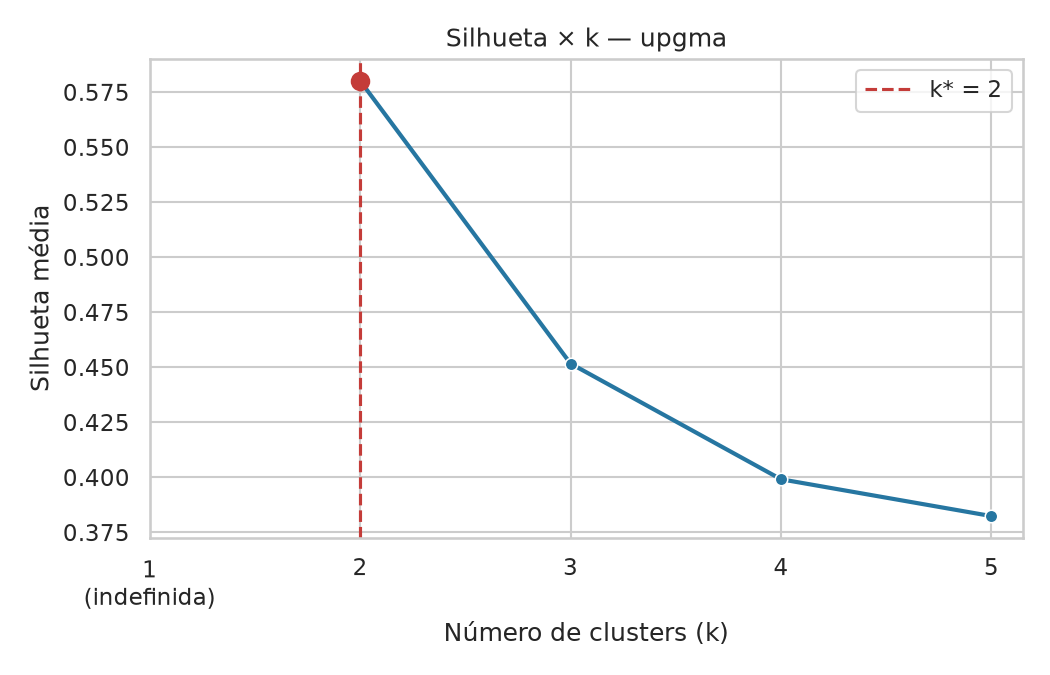 Silhueta × k — upgma
k* = 2
Silhueta média
0.575
0.550
0.525
0.500
0.475
0.450
0.425
0.400
0.375
1
(indefinida)
2
3
4
5
Número de clusters (k)